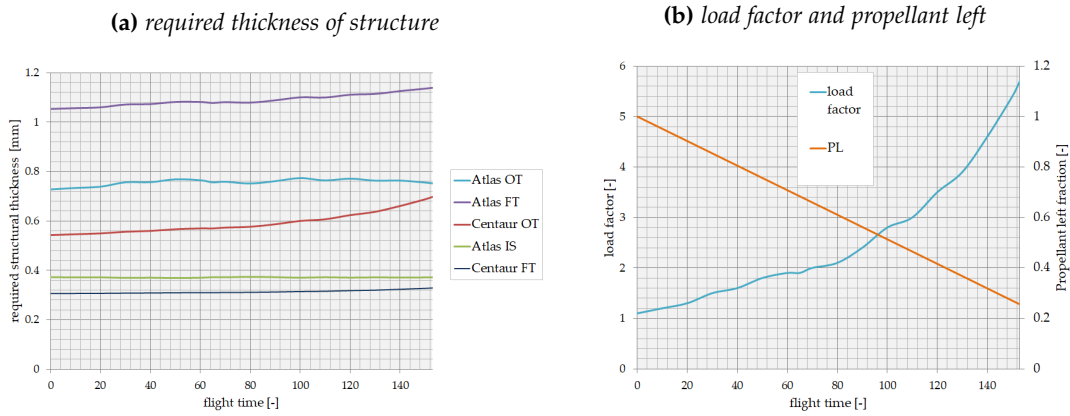 (a) required thickness of structure
1.2
1
0.8
0.6
0.4
0.2
0
required structural thickness [mm]
0 20 40 60 80 100 120 140
flight time [-]
Atlas OT
Atlas FT
Centaur OT
Atlas IS
Centaur FT
(b) load factor and propellant left
6
5
4
3
2
1
0
load factor [-]
load
factor
PL
1.2
1
0.8
0.6
0.4
0.2
0
Propellant left fraction [-]
0 20 40 60 80 100 120 140
flight time [-]